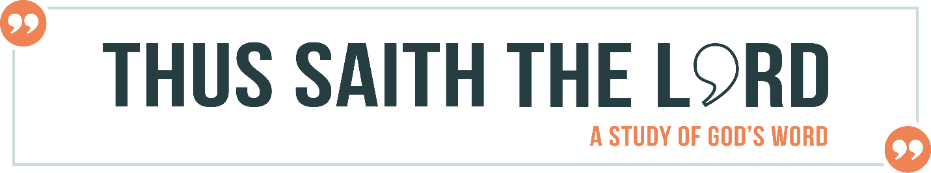 THUS SAITH THE LORD
A STUDY OF GOD'S WORD